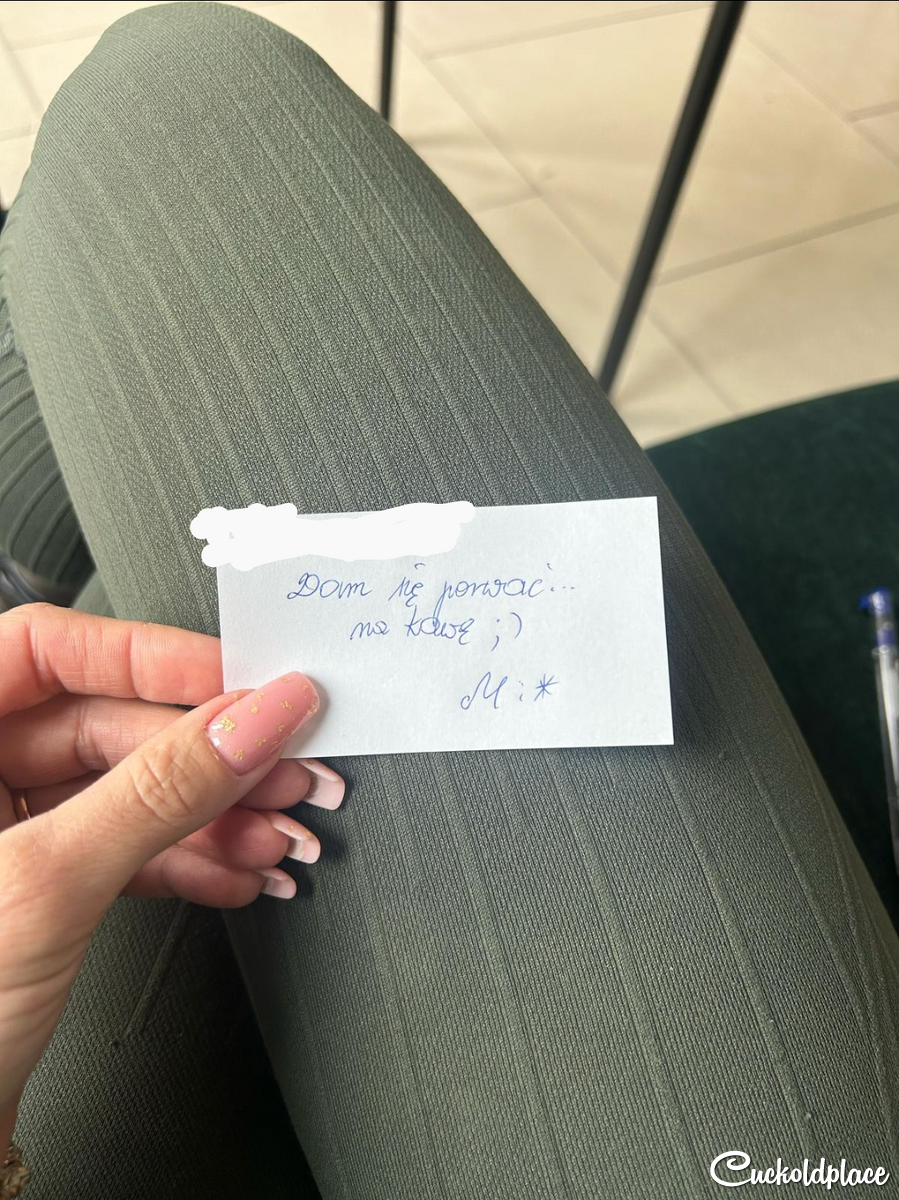 Dam się porwać...
na kawę ;)
M :*
Cuckoldplace